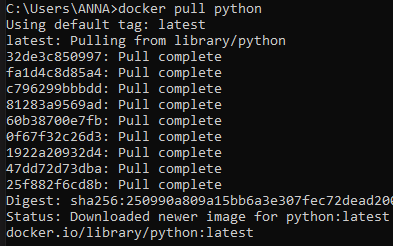 C:\Users\ANNA>docker pull python
Using default tag: latest
latest: Pulling from library/python
32de3c850997: Pull complete
fa1d4c8d85a4: Pull complete
c796299bbbdd: Pull complete
81283a9569ad: Pull complete
60b38700e7fb: Pull complete
0f67f32c26d3: Pull complete
1922a20932d4: Pull complete
47dd72d73dba: Pull complete
25f882f6cd8b: Pull complete
Digest: sha256:250990a809a15bb6a3e307fec72dead200
Status: Downloaded newer image for python:latest
docker.io/library/python:latest